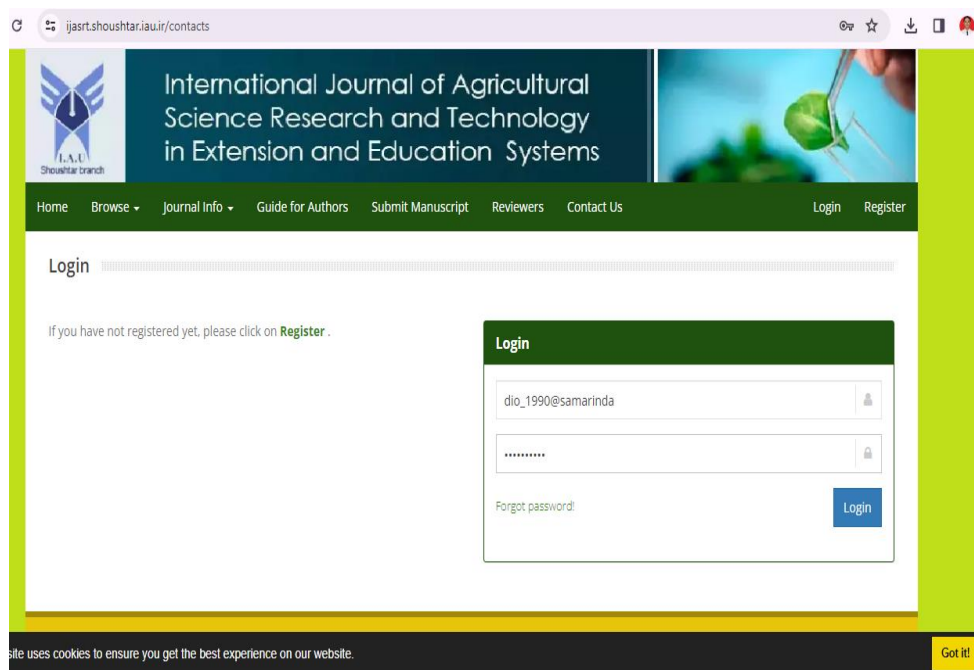 ijasrt.shoushtar.iau.ir/contacts
I.A.U
Shoushtar branch
International Journal of Agricultural
Science Research and Technology
in Extension and Education Systems
Home Browse Journal Info Guide for Authors Submit Manuscript Reviewers Contact Us Login Register
Login
If you have not registered yet, please click on Register .
Login
dio_1990@samarinda
••••••••••
Forgot password!
Login
site uses cookies to ensure you get the best experience on our website.
Got it!